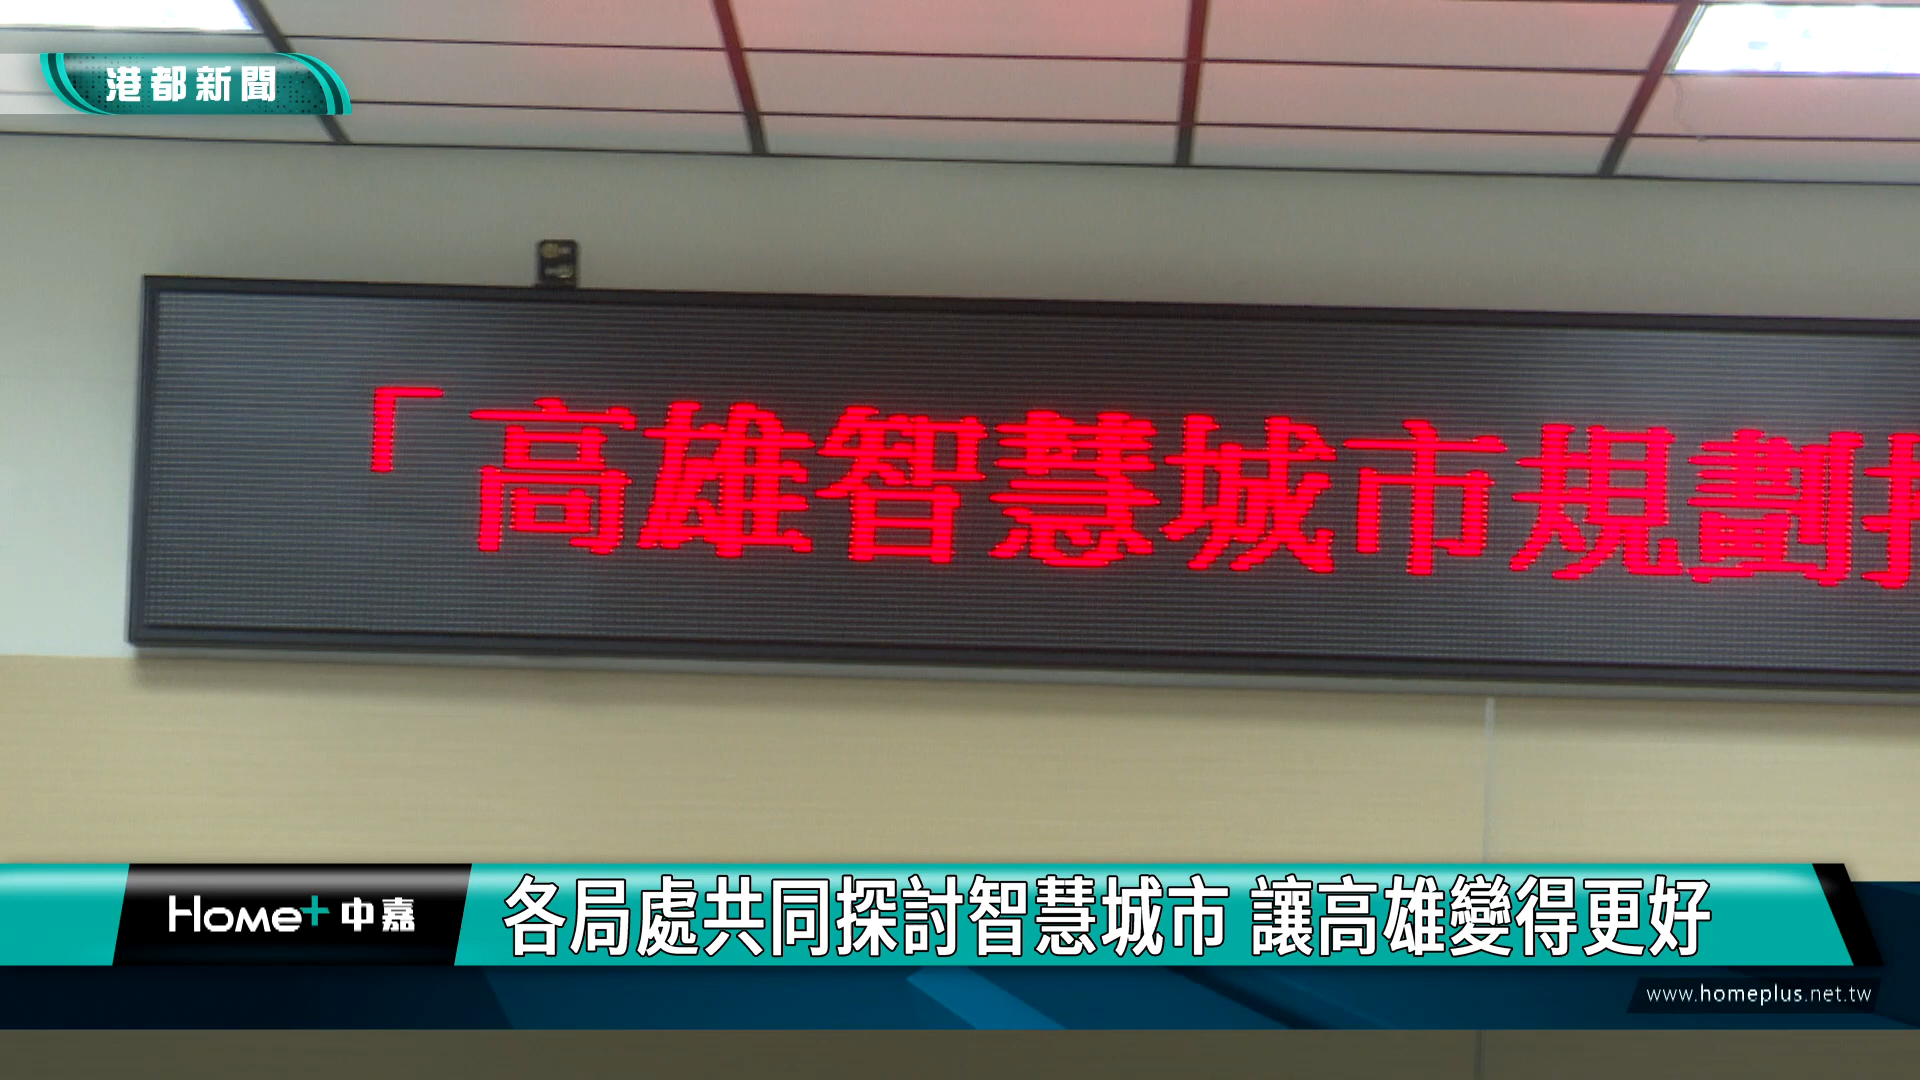 港都新聞
「高雄智慧城市規劃
Home+ 中嘉
各局處共同探討智慧城市 讓高雄變得更好
www.homeplus.net.tw